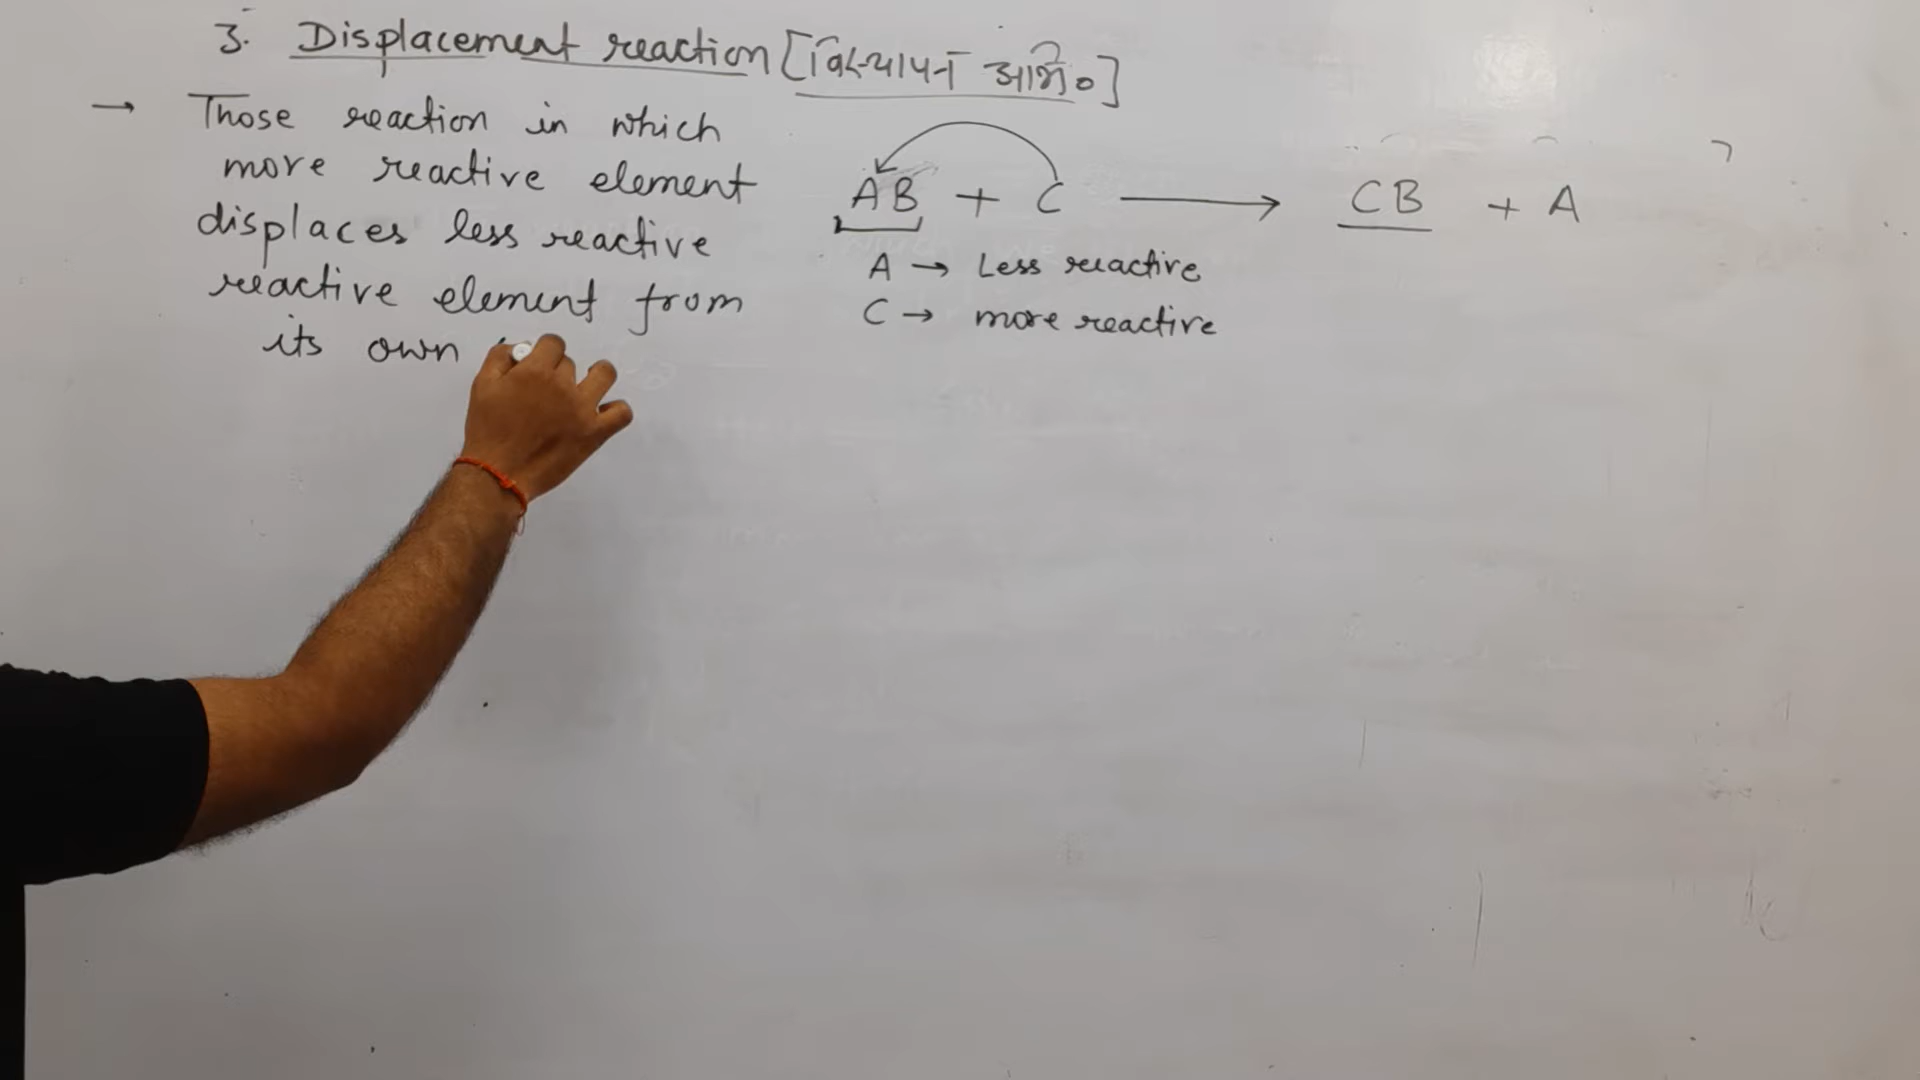 3. Displacement reaction [विस्थापन अभि०]
→ Those reaction in which
more reactive element
displaces less reactive
reactive element from
its own
AB + C ⟶ CB + A
A → Less reactive
C → more reactive